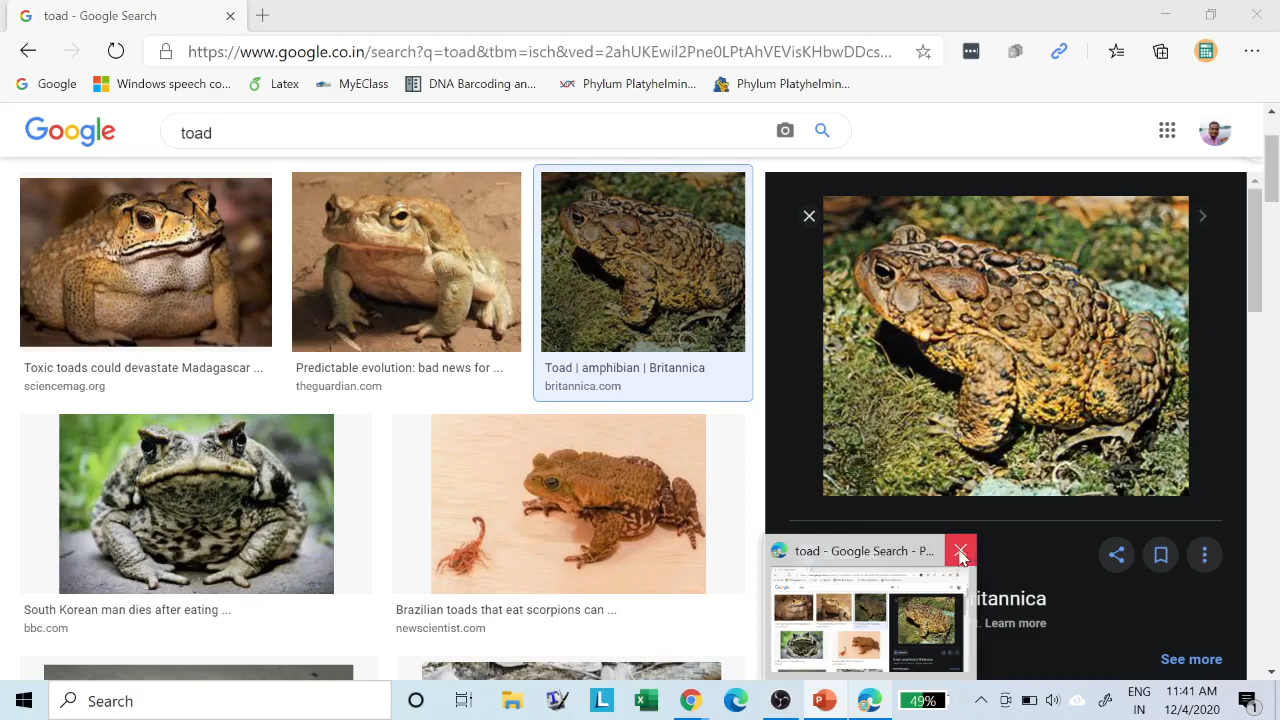 toad - Google Search
https://www.google.co.in/search?q=toad&tbm=isch&ved=2ahUKEwil2Pne0LPtAhVEVisKHbwDDcs...
Google
Windows speech co...
Latex
MyClass
DNA Barcoding an...
Phylum Platyhelmin...
Phylum Platyhelmin...
Google
toad
Toxic toads could devastate Madagascar ...
sciencemag.org
Predictable evolution: bad news for ...
theguardian.com
Toad | amphibian | Britannica
britannica.com
South Korean man dies after eating ...
bbc.com
Brazilian toads that eat scorpions can ...
newscientist.com
toad - Google Search - P...
ritannica
Learn more
See more
Search
49%
ENG
IN
11:41 AM
12/4/2020
1